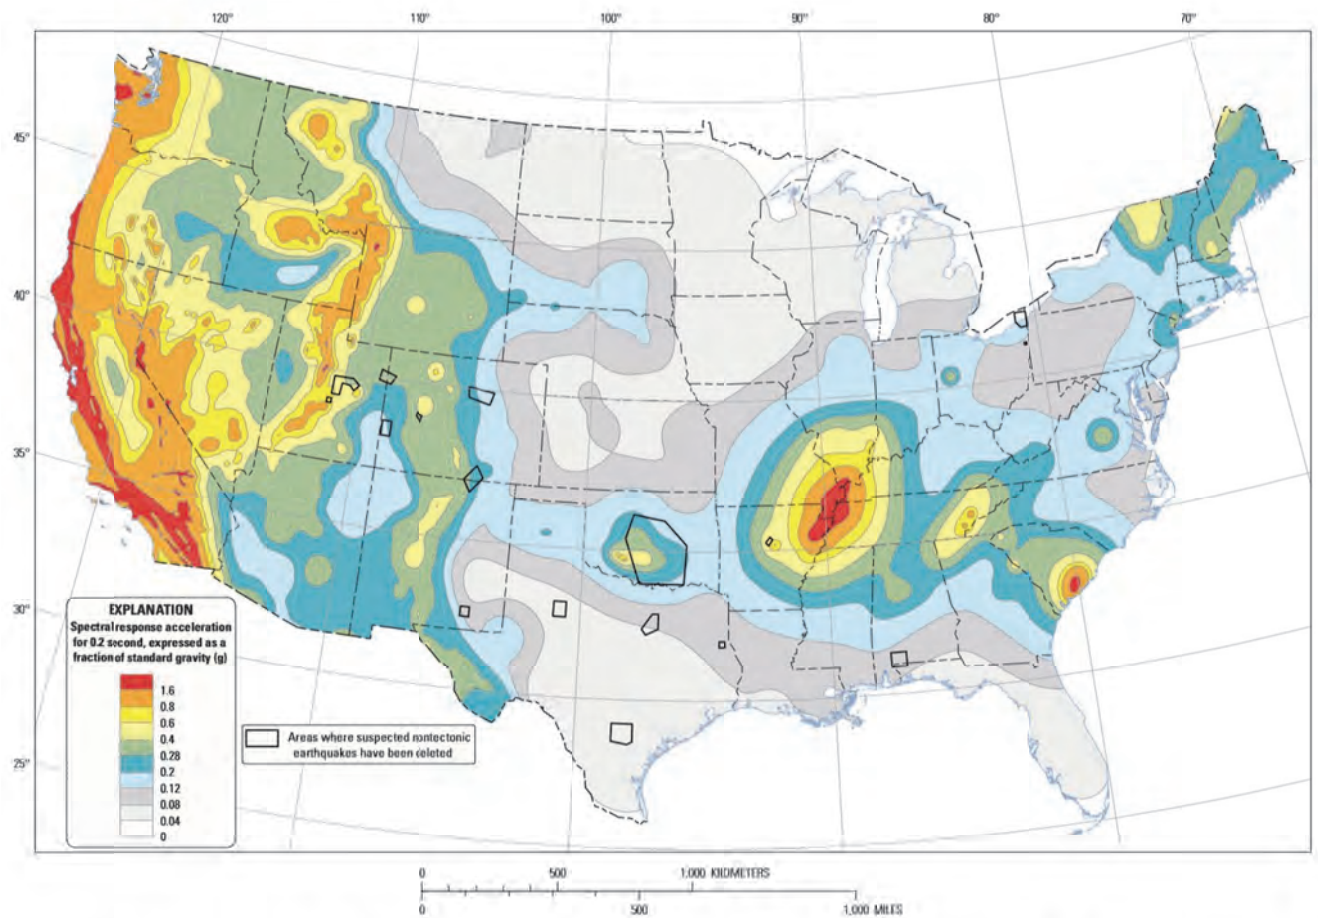 120° 110° 100° 90° 80° 70°
45°
40°
35°
30°
25°
EXPLANATION
Spectral response acceleration
for 0.2 second, expressed as a
fraction of standard gravity (g)
1.6
0.8
0.6
0.4
0.28
0.2
0.12
0.08
0.04
0
Areas where suspected nontectonic
earthquakes have been deleted
0 500 1,000 KILOMETERS
0 500 1,000 MILES